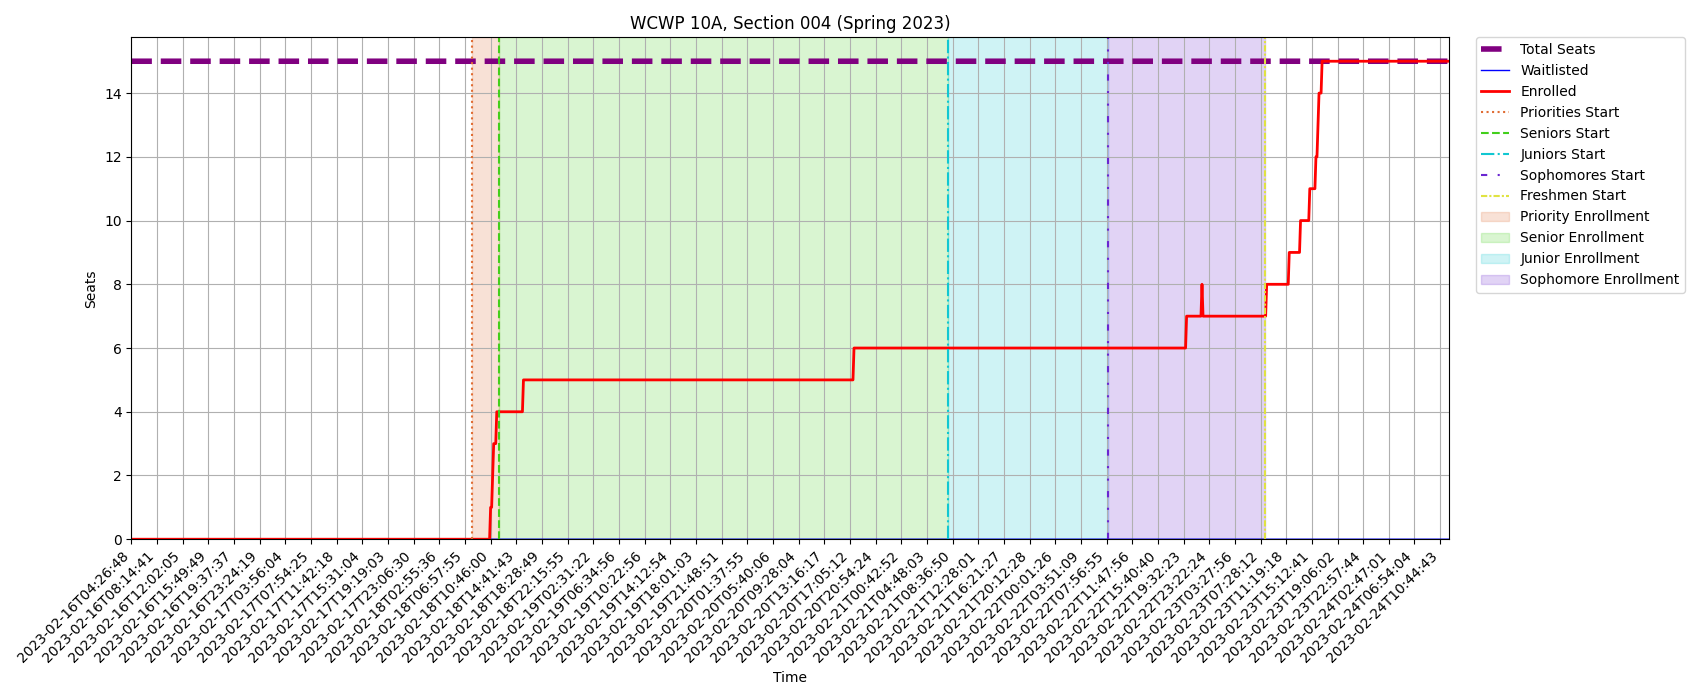 WCWP 10A, Section 004 (Spring 2023)
Total Seats
Waitlisted
Enrolled
Priorities Start
Seniors Start
Juniors Start
Sophomores Start
Freshmen Start
Priority Enrollment
Senior Enrollment
Junior Enrollment
Sophomore Enrollment
Seats
14
12
10
8
6
4
2
0
2023-02-16T04:26:48
2023-02-16T08:14:41
2023-02-16T12:02:05
2023-02-16T15:49:49
2023-02-16T19:37:37
2023-02-16T23:24:19
2023-02-17T03:56:04
2023-02-17T07:54:25
2023-02-17T11:42:18
2023-02-17T15:31:04
2023-02-17T19:19:03
2023-02-17T23:06:30
2023-02-18T02:55:36
2023-02-18T06:57:55
2023-02-18T10:46:00
2023-02-18T14:41:43
2023-02-18T18:28:49
2023-02-18T22:15:55
2023-02-19T02:31:22
2023-02-19T06:34:56
2023-02-19T10:22:56
2023-02-19T14:12:54
2023-02-19T18:01:03
2023-02-19T21:48:51
2023-02-20T01:37:55
2023-02-20T05:40:06
2023-02-20T09:28:04
2023-02-20T13:16:17
2023-02-20T17:05:12
2023-02-20T20:54:24
2023-02-21T00:42:52
2023-02-21T04:48:03
2023-02-21T08:36:50
2023-02-21T12:28:01
2023-02-21T16:21:27
2023-02-21T20:12:28
2023-02-22T00:01:26
2023-02-22T03:51:09
2023-02-22T07:56:55
2023-02-22T11:47:56
2023-02-22T15:40:40
2023-02-22T19:32:23
2023-02-22T23:22:24
2023-02-23T03:27:56
2023-02-23T07:28:12
2023-02-23T11:19:18
2023-02-23T15:12:41
2023-02-23T19:06:02
2023-02-23T22:57:44
2023-02-24T02:47:01
2023-02-24T06:54:04
2023-02-24T10:44:43
Time